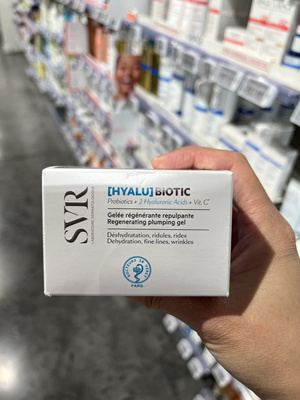 SVR
[HYALU]BIOTIC
Probiotics + 2 Hyaluronic Acids + Vit. C*
Gelée régénérante repulpante
Regenerating plumping gel
Déshydratation, ridules, rides
Dehydration, fine lines, wrinkles
PARIS